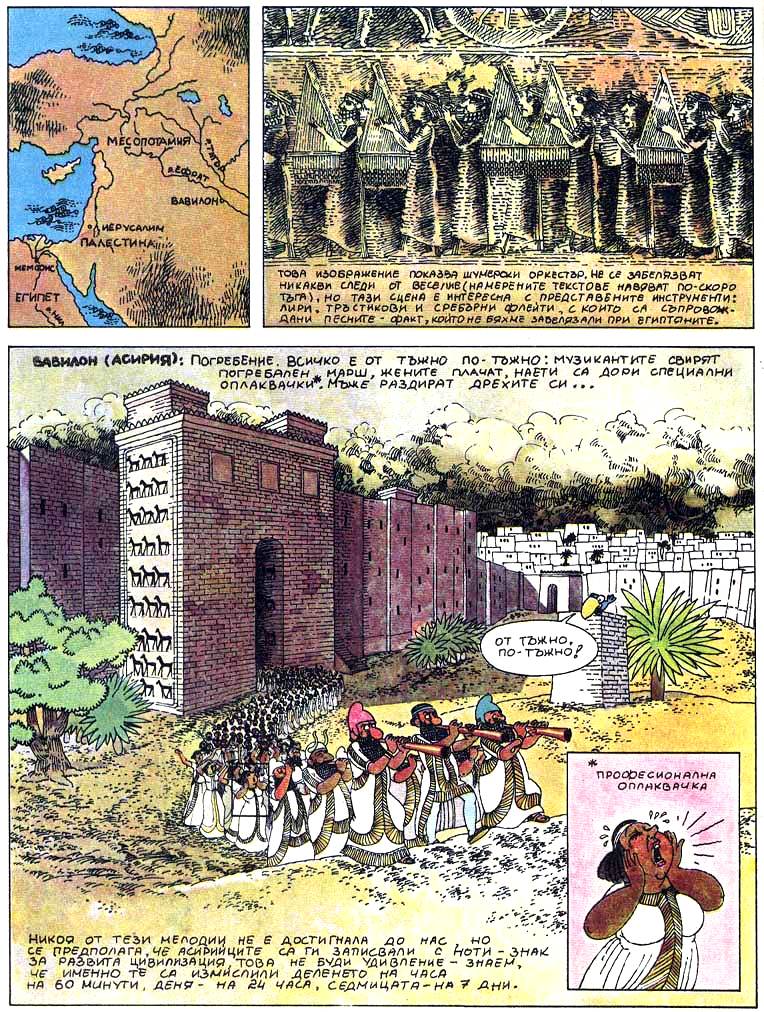 МЕСОПОТАМИЯ
р.ТИГЪР
р.ЕФРАТ
ВАВИЛОН
ЙЕРУСАЛИМ
ПАЛЕСТИНА
МЕМФИС
ЕГИПЕТ
р.НИЛ
ТОВА ИЗОБРАЖЕНИЕ ПОКАЗВА ШУМЕРСКИ ОРКЕСТЪР. НЕ СЕ ЗАБЕЛЯЗВАТ
НИКАКВИ СЛЕДИ ОТ ВЕСЕЛИЕ (НАМЕРЕНИТЕ ТЕКСТОВЕ НАВЯВАТ ПО-СКОРО
ТЪГА), НО ТАЗИ СЦЕНА Е ИНТЕРЕСНА С ПРЕДСТАВЕНИТЕ ИНСТРУМЕНТИ:
ЛИРИ, ТРЪСТИКОВИ И СРЕБЪРНИ ФЛЕЙТИ, С КОИТО СА СЪПРОВОЖ-
ДАНИ ПЕСНИТЕ - ФАКТ, КОЙТО НЕ БЯХМЕ ЗАБЕЛЯЗАЛИ ПРИ ЕГИПТЯНИТЕ.
ВАВИЛОН (АСИРИЯ): ПОГРЕБЕНИЕ. ВСИЧКО Е ОТ ТЪЖНО ПО-ТЪЖНО: МУЗИКАНТИТЕ СВИРЯТ
ПОГРЕБАЛЕН МАРШ, ЖЕНИТЕ ПЛАЧАТ, НАЕТИ СА ДОРИ СПЕЦИАЛНИ
ОПЛАКВАЧКИ*. МЪЖЕ РАЗДИРАТ ДРЕХИТЕ СИ...
ОТ ТЪЖНО,
ПО-ТЪЖНО!
*
ПРОФЕСИОНАЛНА
ОПЛАКВАЧКА
НИКОЯ ОТ ТЕЗИ МЕЛОДИИ НЕ Е ДОСТИГНАЛА ДО НАС, НО
СЕ ПРЕДПОЛАГА, ЧЕ АСИРИЙЦИТЕ СА ГИ ЗАПИСВАЛИ С НОТИ - ЗНАК
ЗА РАЗВИТА ЦИВИЛИЗАЦИЯ. ТОВА НЕ БУДИ УДИВЛЕНИЕ - ЗНАЕМ,
ЧЕ ИМЕННО ТЕ СА ИЗМИСЛИЛИ ДЕЛЕНЕТО НА ЧАСА
НА 60 МИНУТИ, ДЕНЯ - НА 24 ЧАСА, СЕДМИЦАТА - НА 7 ДНИ.